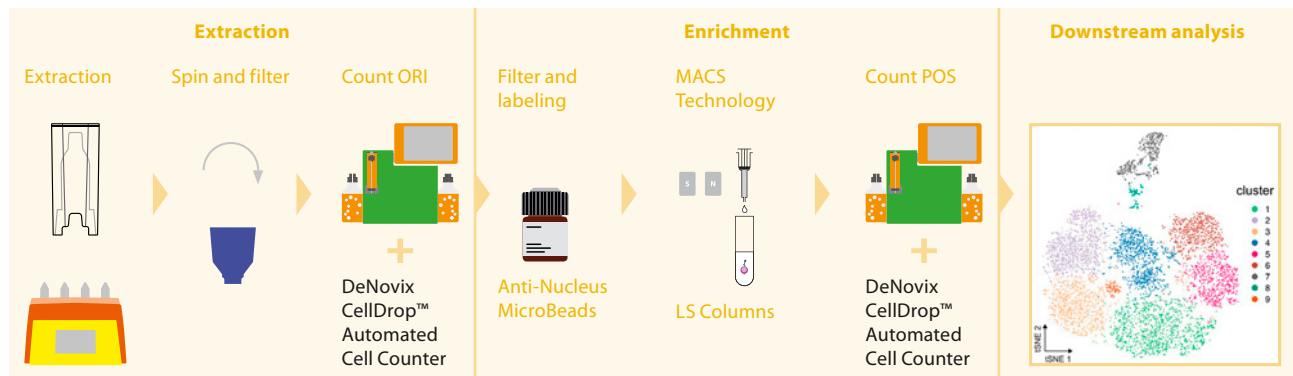 Extraction
Enrichment
Downstream analysis
Extraction
Spin and filter
Count ORI
Filter and
labeling
MACS
Technology
Count POS
S
N
DeNovix
CellDrop™
Automated
Cell Counter
Anti-Nucleus
MicroBeads
LS Columns
DeNovix
CellDrop™
Automated
Cell Counter
cluster
1
2
3
4
5
6
7
8
9
tSNE 2
tSNE 1